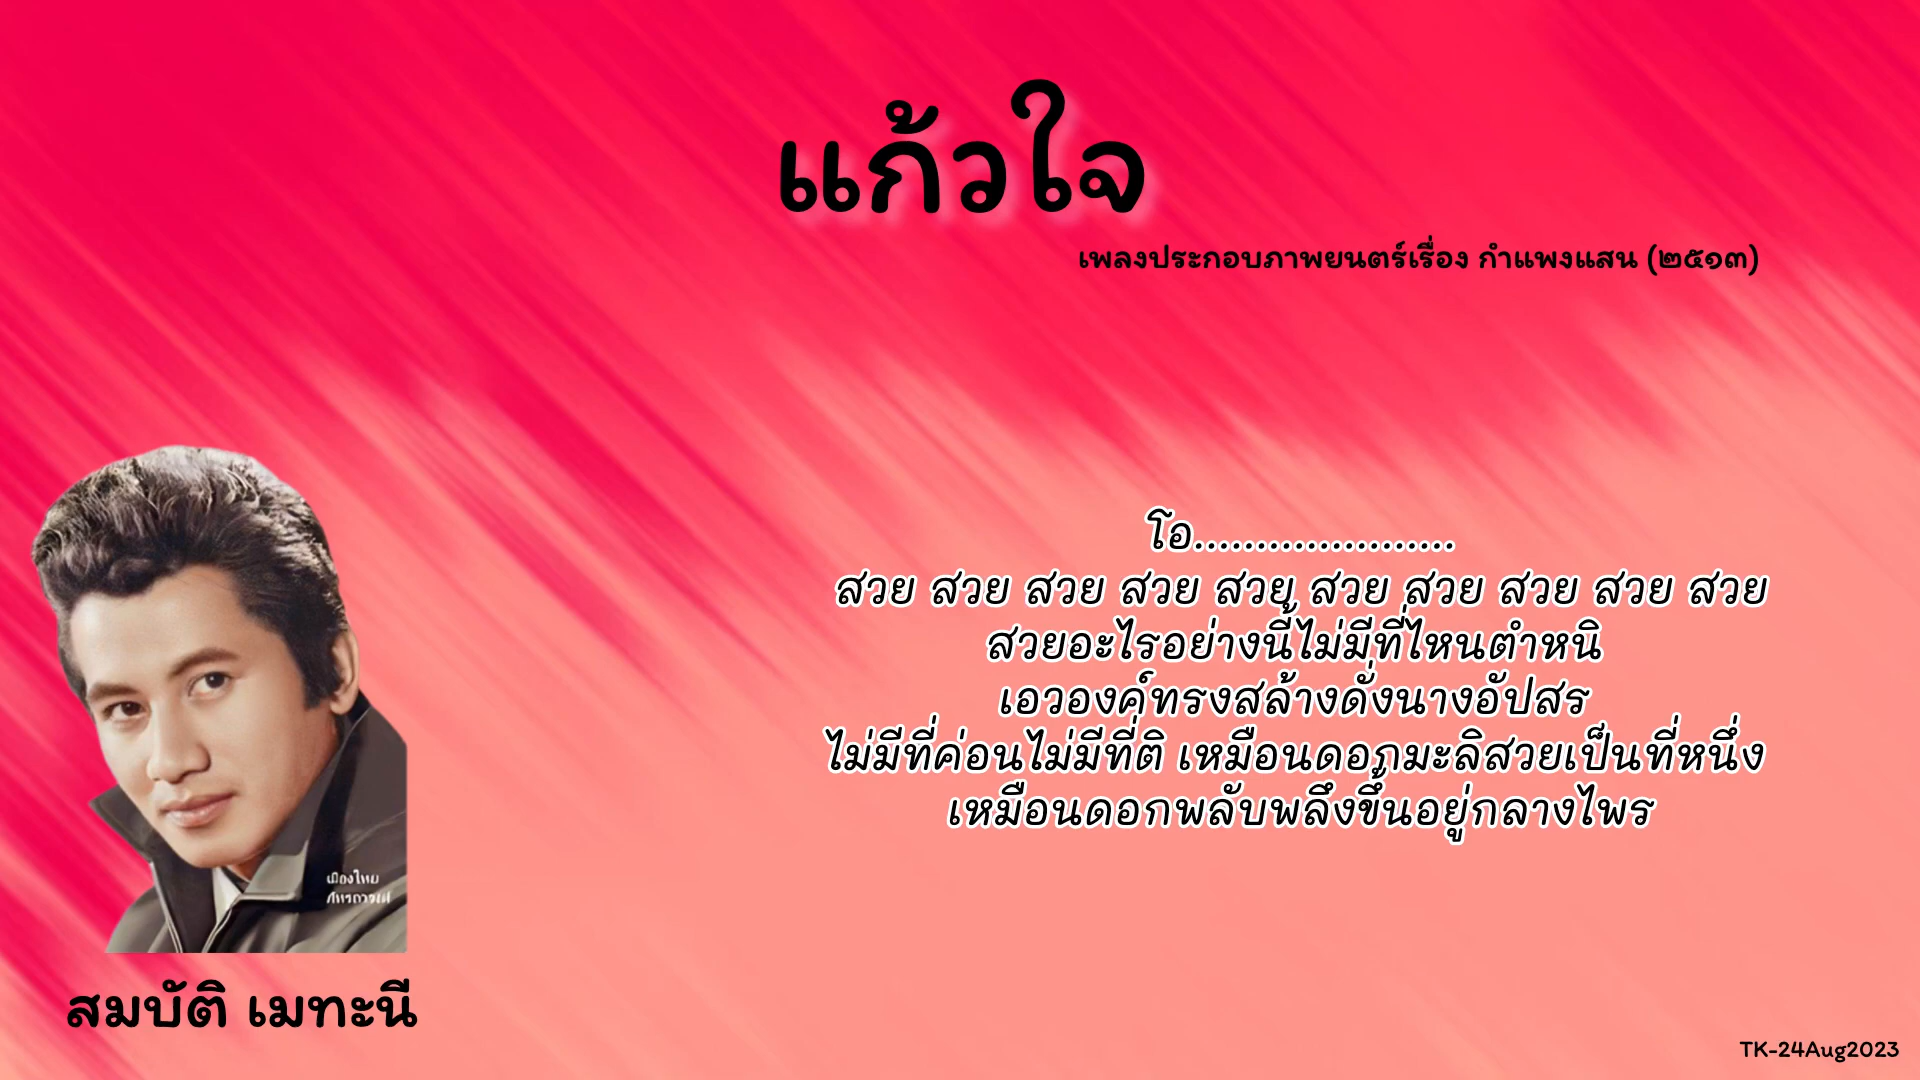 แก้วใจ
เพลงประกอบภาพยนตร์เรื่อง กำแพงแสน (๒๕๑๓)
โอ.....................
สวย สวย สวย สวย สวย สวย สวย สวย สวย สวย
สวยอะไรอย่างนี้ไม่มีที่ไหนตำหนิ
เอวองค์ทรงสล้างดั่งนางอัปสร
ไม่มีที่ค่อนไม่มีที่ติ เหมือนดอกมะลิสวยเป็นที่หนึ่ง
เหมือนดอกพลับพลึงขึ้นอยู่กลางไพร
เมืองไทย
สมบัติ เมทะนี
TK-24Aug2023